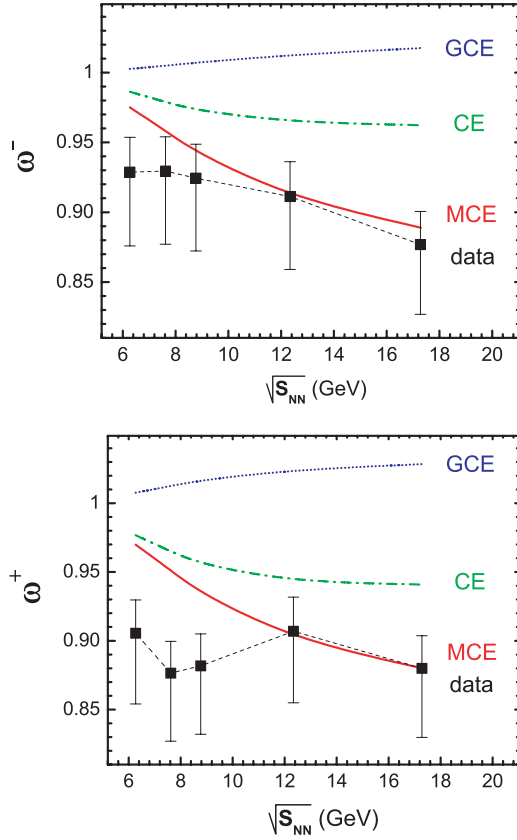 GCE
1
CE
0.95
ω⁻
0.90
MCE
data
0.85
6 8 10 12 14 16 18 20
√S_NN (GeV)
GCE
1
CE
0.95
ω⁺
0.90
MCE
data
0.85
6 8 10 12 14 16 18 20
√S_NN (GeV)